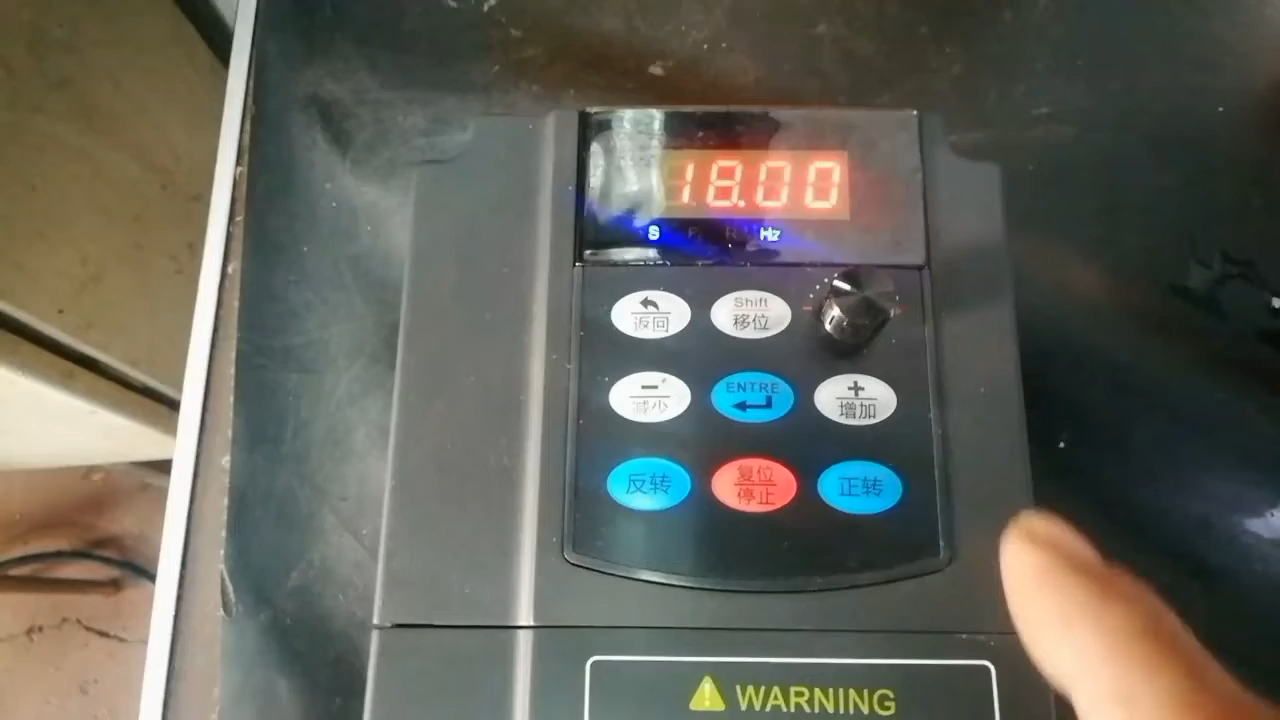 18.00
S F R Hz
返回
Shift
移位
-
减少
ENTRE
+
增加
反转
复位
停止
正转
WARNING